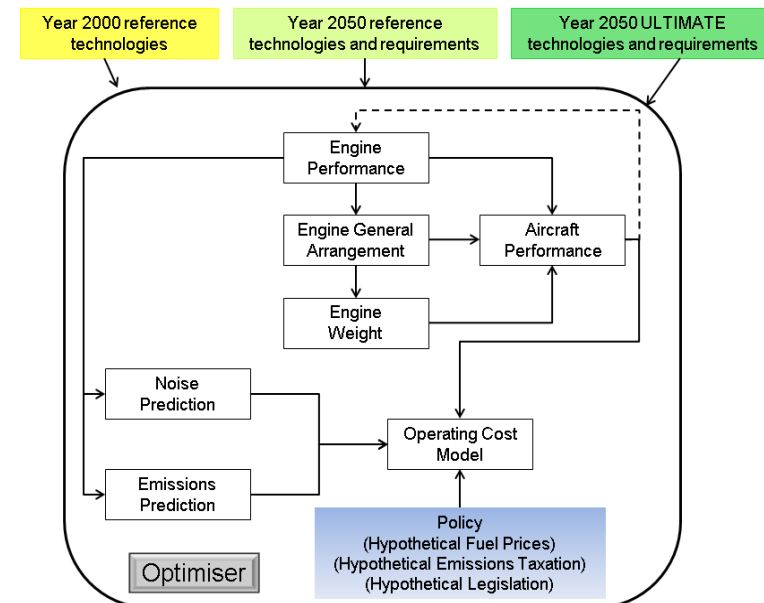 Year 2000 reference
technologies
Year 2050 reference
technologies and requirements
Year 2050 ULTIMATE
technologies and requirements
Engine
Performance
Engine General
Arrangement
Aircraft
Performance
Engine
Weight
Noise
Prediction
Operating Cost
Model
Emissions
Prediction
Policy
(Hypothetical Fuel Prices)
(Hypothetical Emissions Taxation)
(Hypothetical Legislation)
Optimiser